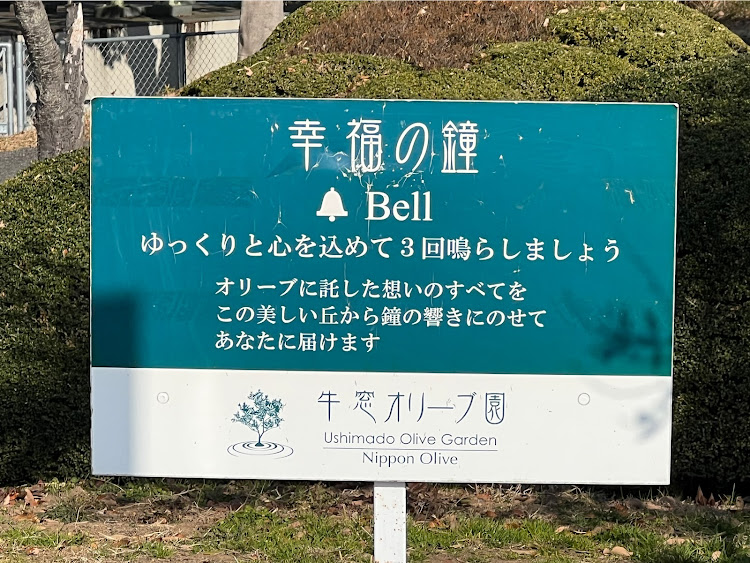 幸福の鐘
Bell
ゆっくりと心を込めて3回鳴らしましょう
オリーブに託した想いのすべてを
この美しい丘から鐘の響きにのせて
あなたに届けます
牛窓オリーブ園
Ushimado Olive Garden
Nippon Olive